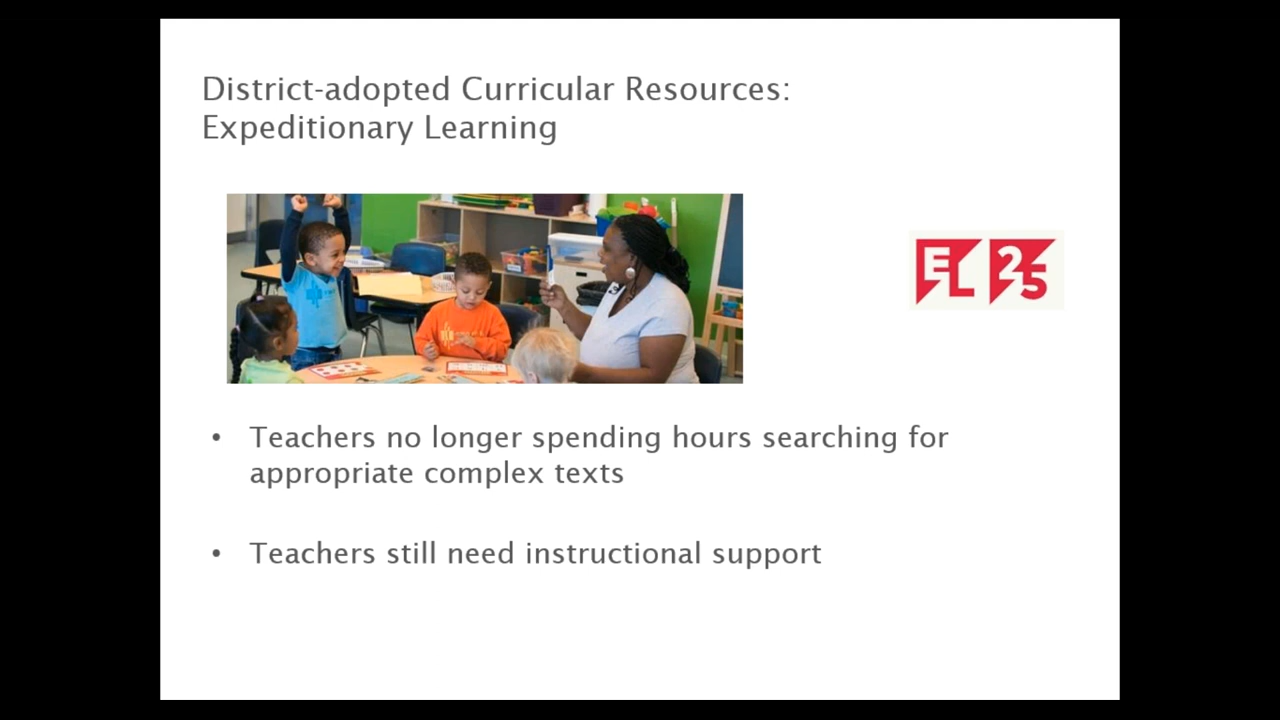 District-adopted Curricular Resources:
Expeditionary Learning
EL 25
• Teachers no longer spending hours searching for
appropriate complex texts
• Teachers still need instructional support